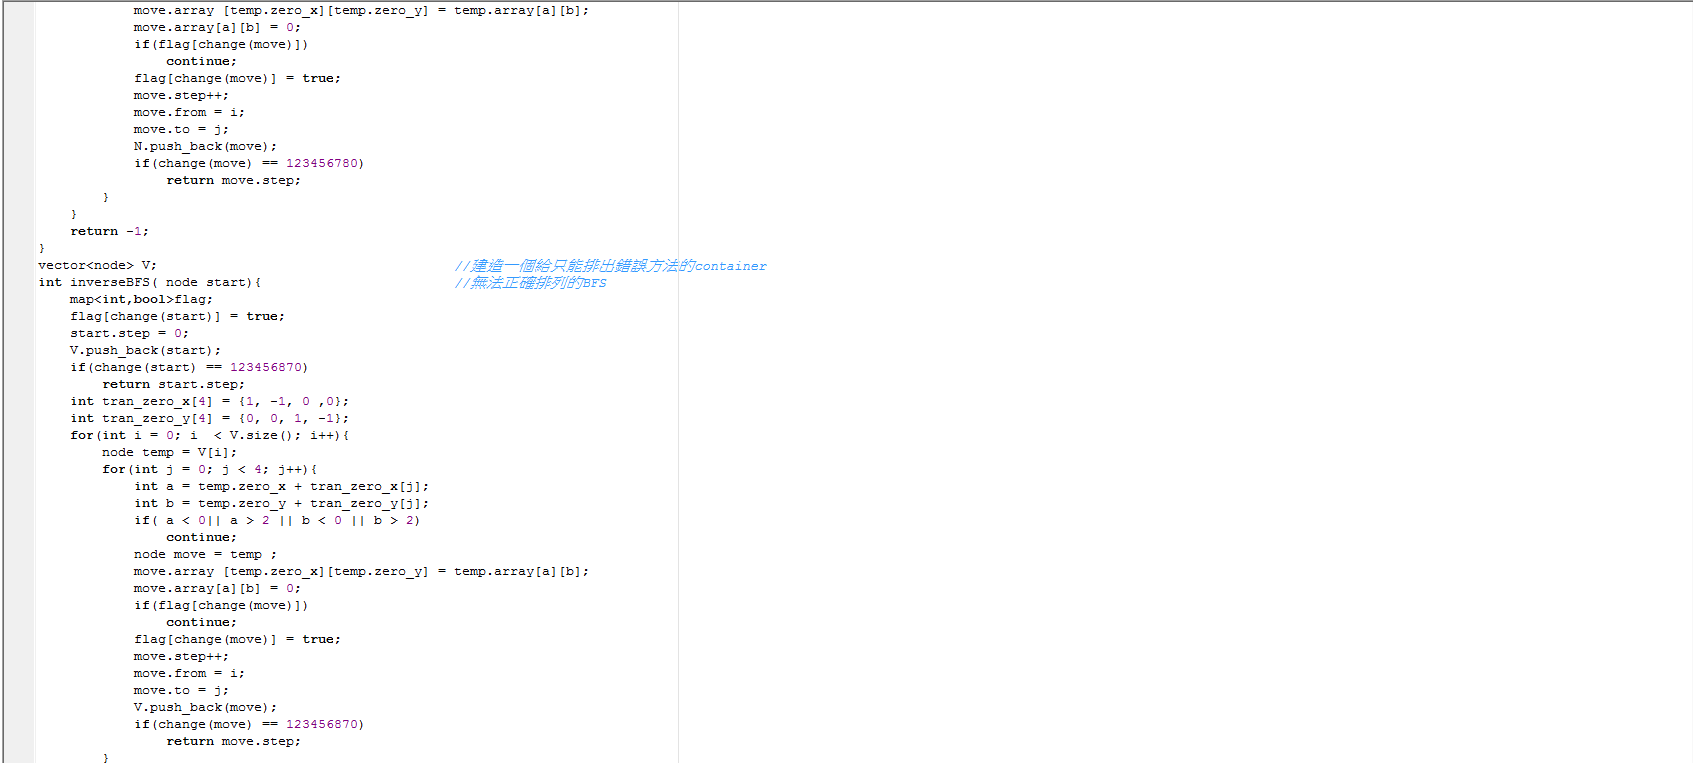 move.array [temp.zero_x][temp.zero_y] = temp.array[a][b];
move.array[a][b] = 0;
if(flag[change(move)])
continue;
flag[change(move)] = true;
move.step++;
move.from = i;
move.to = j;
N.push_back(move);
if(change(move) == 123456780)
return move.step;
}
}
return -1;
}
vector<node> V; //建造一個給只能排出錯誤方法的container
int inverseBFS( node start){ //無法正確排列的BFS
map<int,bool>flag;
flag[change(start)] = true;
start.step = 0;
V.push_back(start);
if(change(start) == 123456870)
return start.step;
int tran_zero_x[4] = {1, -1, 0 ,0};
int tran_zero_y[4] = {0, 0, 1, -1};
for(int i = 0; i  < V.size(); i++){
node temp = V[i];
for(int j = 0; j < 4; j++){
int a = temp.zero_x + tran_zero_x[j];
int b = temp.zero_y + tran_zero_y[j];
if( a < 0|| a > 2 || b < 0 || b > 2)
continue;
node move = temp ;
move.array [temp.zero_x][temp.zero_y] = temp.array[a][b];
move.array[a][b] = 0;
if(flag[change(move)])
continue;
flag[change(move)] = true;
move.step++;
move.from = i;
move.to = j;
V.push_back(move);
if(change(move) == 123456870)
return move.step;
}